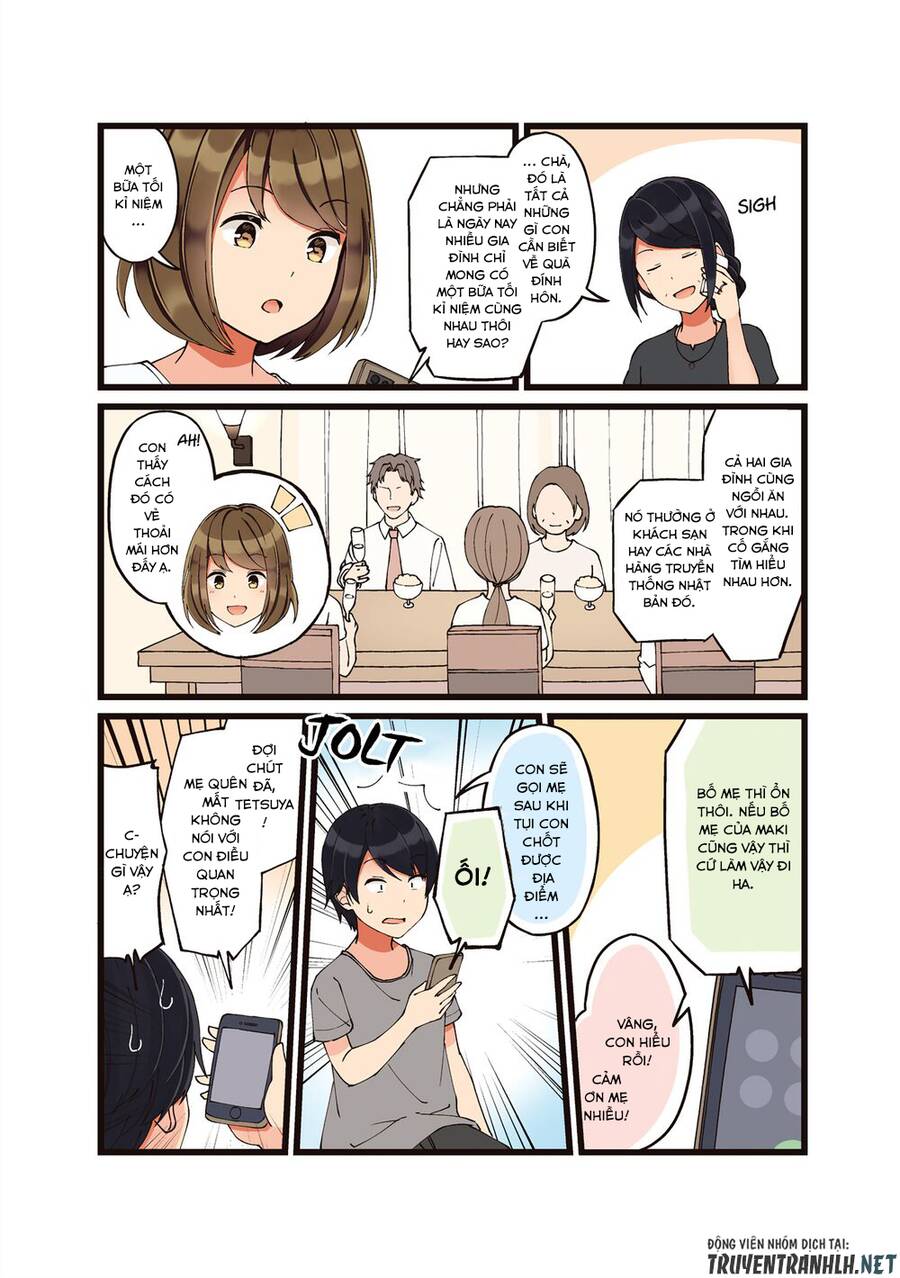 ... CHẢ,
ĐÓ LÀ
TẤT CẢ
NHỮNG
GÌ CON
CẦN BIẾT
VỀ QUẢ
ĐÍNH
HÔN.
SIGH
NHƯNG
CHẲNG PHẢI
LÀ NGÀY NAY
NHIỀU GIA
ĐÌNH CHỈ
MONG CÓ
MỘT BỮA TỐI
KỈ NIỆM CÙNG
NHAU THÔI
HAY SAO?
MỘT
BỮA TỐI
KỈ NIỆM
...
CẢ HAI GIA
ĐÌNH CÙNG
NGỒI ĂN
VỚI NHAU.
TRONG KHI
CỐ GẮNG
TÌM HIỂU
NHAU HƠN.
NÓ THƯỜNG Ở
KHÁCH SẠN
HAY CÁC NHÀ
HÀNG TRUYỀN
THỐNG NHẬT
BẢN ĐÓ.
AH!
CON
THẤY
CÁCH
ĐÓ CÓ
VẺ
THOẢI
MÁI HƠN
ĐẤY Ạ.
BỐ MẸ THÌ ỔN
THÔI. NẾU BỐ
MẸ CỦA MAKI
CŨNG VẬY THÌ
CỨ LÀM VẬY ĐI
HA.
VÂNG,
CON HIỂU
RỒI!
CẢM
ƠN MẸ
NHIỀU!
CON SẼ
GỌI MẸ
SAU KHI
TỤI CON
CHỐT
ĐƯỢC
ĐỊA
ĐIỂM
...
ỐI!
JOLT
ĐỢI
CHÚT
ĐÃ,
TETSUYA
!
MẸ QUÊN
MẤT
KHÔNG
NÓI VỚI
CON ĐIỀU
QUAN
TRỌNG
NHẤT!
C-
CHUYỆN
GÌ VẬY
Ạ?
ĐỘNG VIÊN NHÓM DỊCH TẠI:
TRUYENTRANHLH.NET